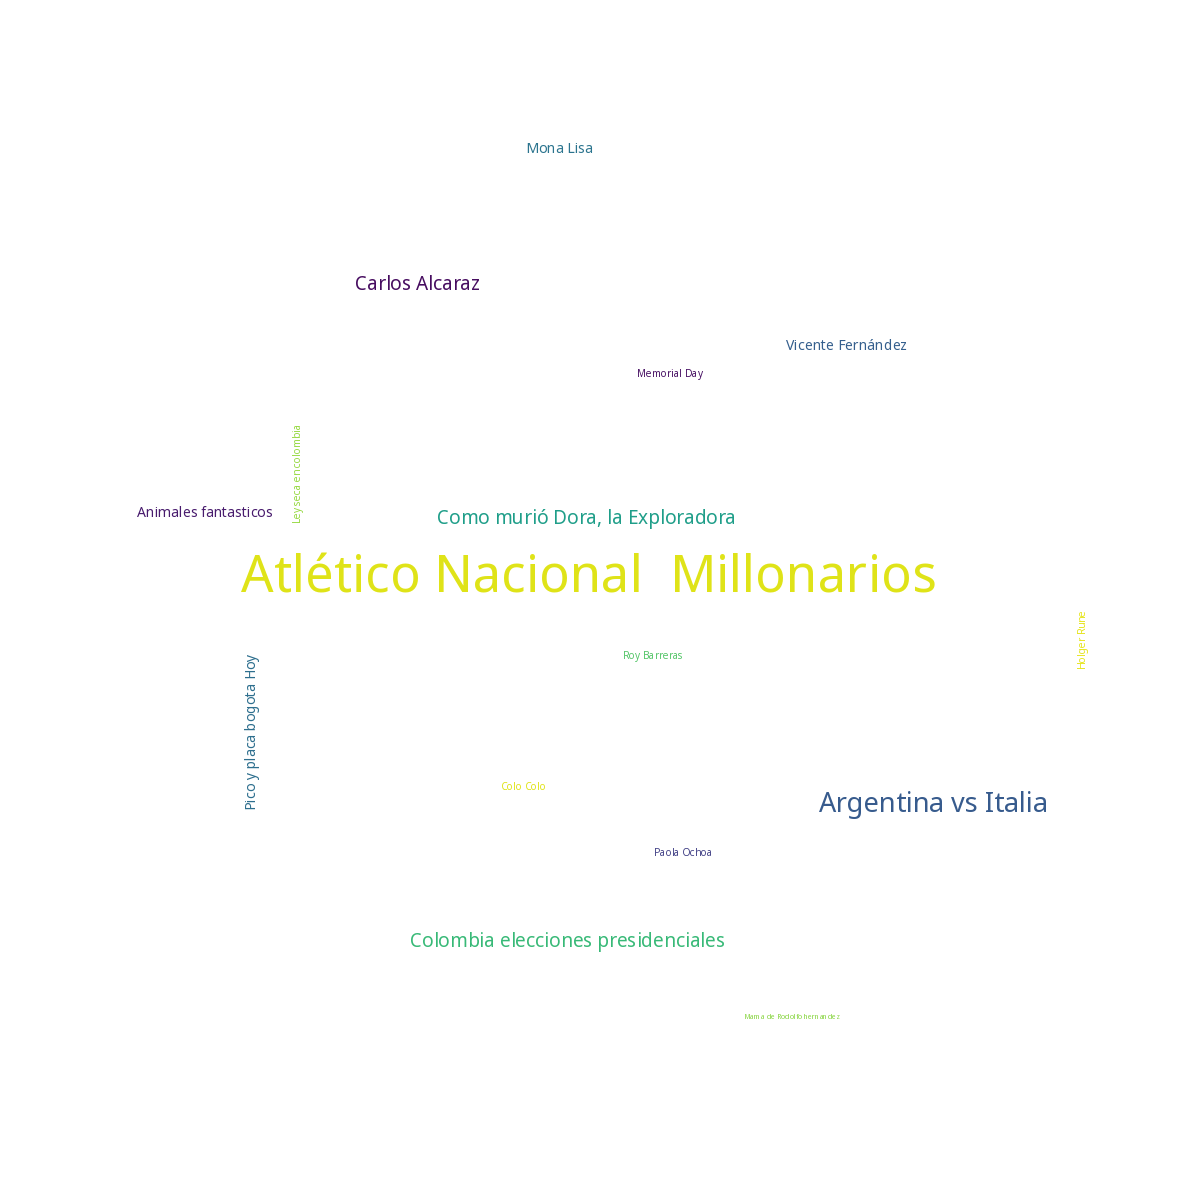 Mona Lisa
Carlos Alcaraz
Vicente Fernández
Memorial Day
Ley seca en colombia
Animales fantasticos
Como murió Dora, la Exploradora
Atlético Nacional  Millonarios
Holger Rune
Roy Barreras
Pico y placa bogota Hoy
Colo Colo
Argentina vs Italia
Paola Ochoa
Colombia elecciones presidenciales
Mama de Rodolfo hernandez